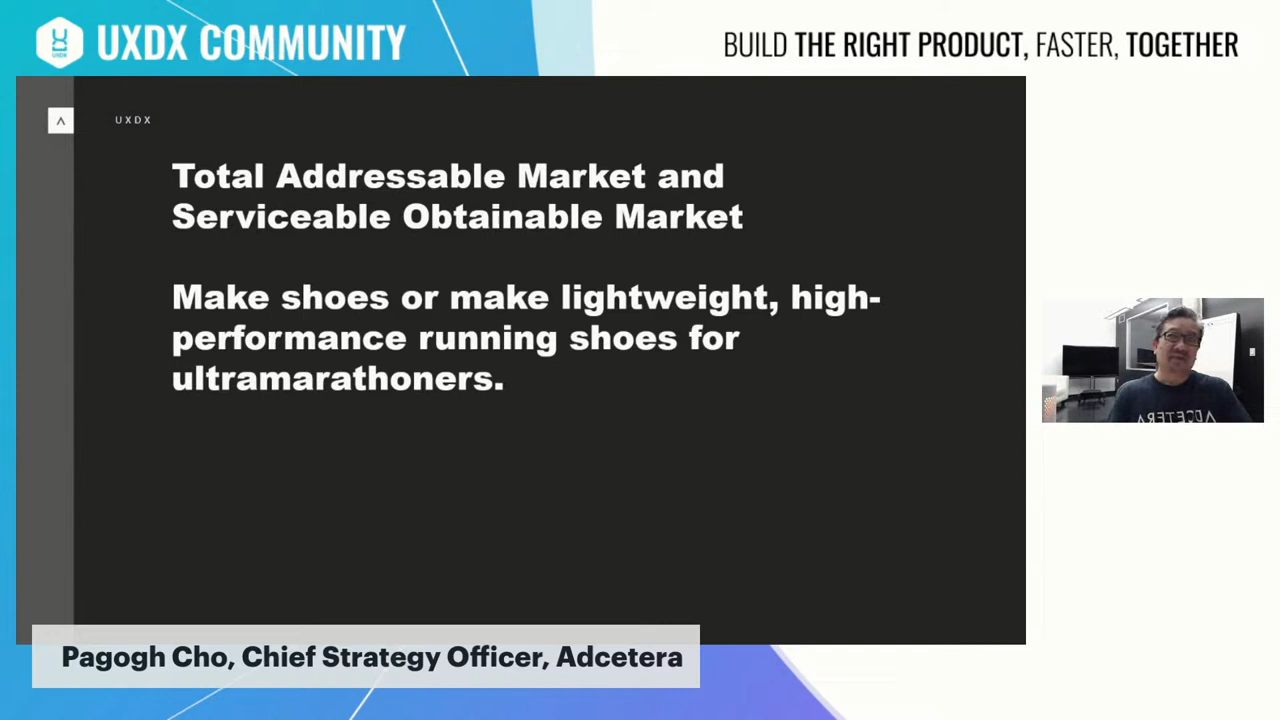 UXDX COMMUNITY
BUILD THE RIGHT PRODUCT, FASTER, TOGETHER
UXDX
Total Addressable Market and
Serviceable Obtainable Market
Make shoes or make lightweight, high-
performance running shoes for
ultramarathoners.
ADCETERA
Pagogh Cho, Chief Strategy Officer, Adcetera